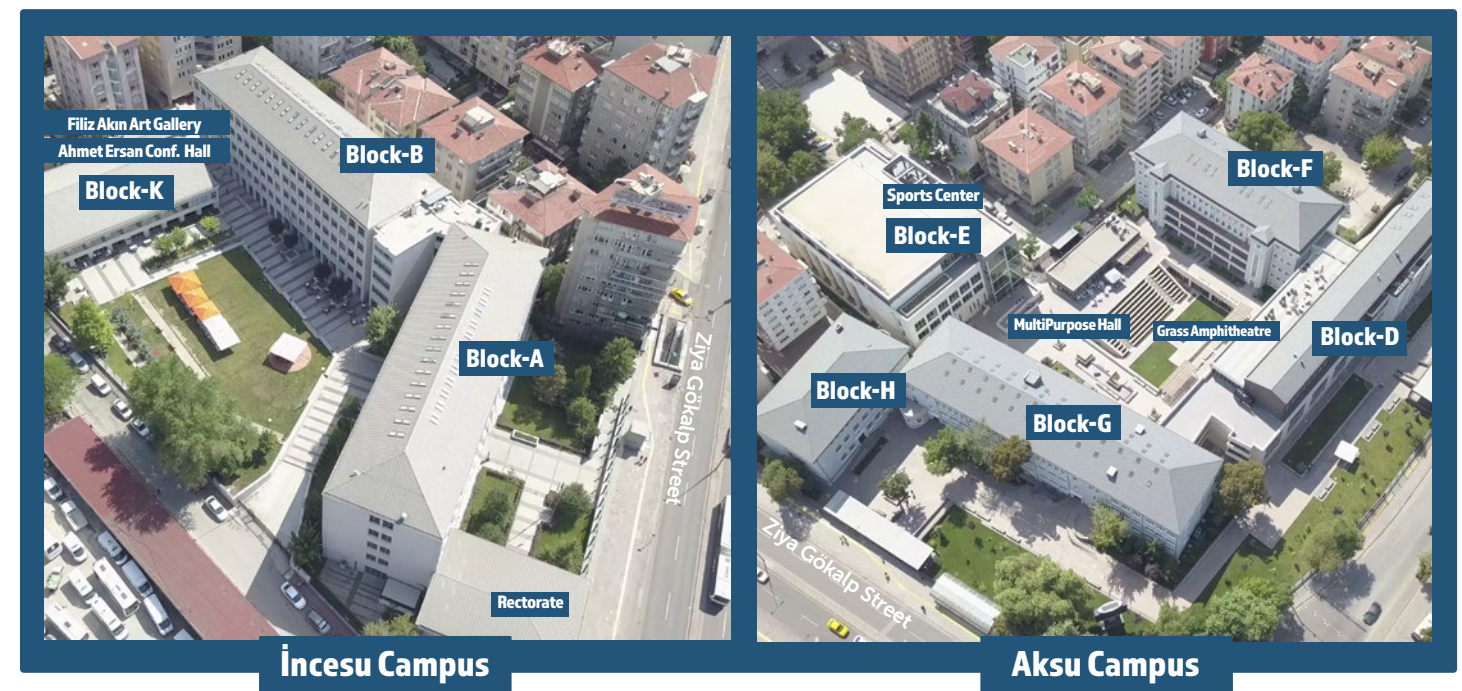 Filiz Akın Art Gallery
Ahmet Ersan Conf. Hall
Block-K
Block-B
Block-A
Ziya Gökalp Street
Rectorate
İncesu Campus
Sports Center
Block-E
Block-F
MultiPurpose Hall
Grass Amphitheatre
Block-D
Block-H
Block-G
Ziya Gökalp Street
Aksu Campus